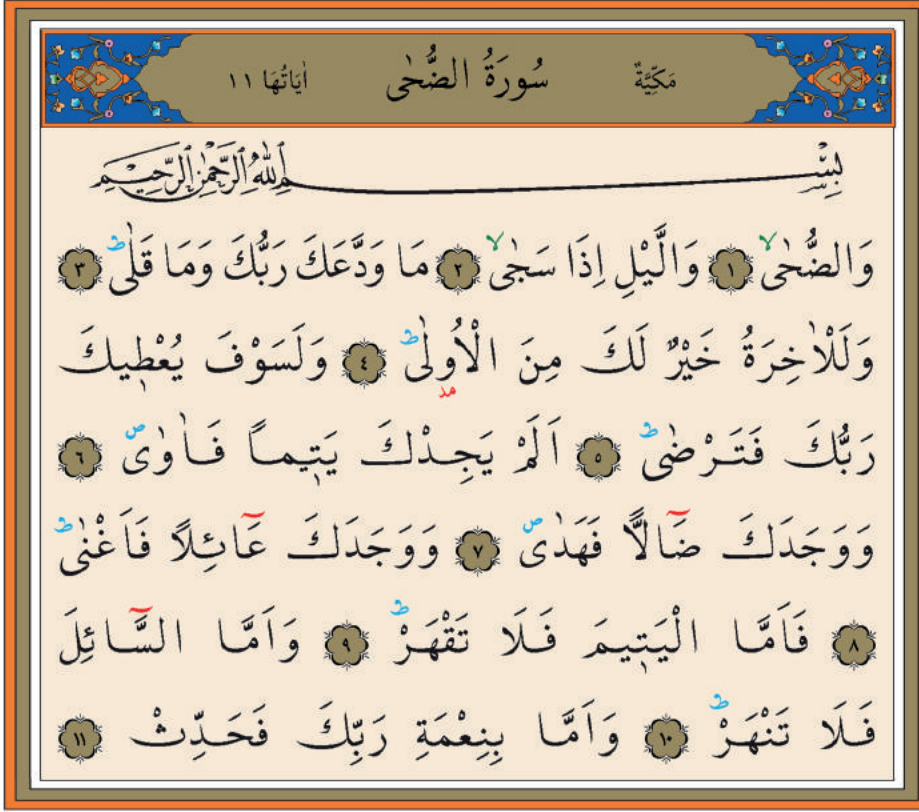 سُورَةُ الضُّحٰى مَكِّيَّةٌ اٰيَاتُهَا ١١
بِسْمِ اللّٰهِ الرَّحْمٰنِ الرَّحِيمِ
وَالضُّحٰىۙ ﴿١﴾ وَالَّيْلِ اِذَا سَجٰىۙ ﴿٢﴾ مَا وَدَّعَكَ رَبُّكَ وَمَا قَلٰىؕ ﴿٣﴾
وَلَلْاٰخِرَةُ خَيْرٌ لَكَ مِنَ الْاُو۫لٰىؕ ﴿٤﴾ وَلَسَوْفَ يُعْطٖيكَ
رَبُّكَ فَتَرْضٰىؕ ﴿٥﴾ اَلَمْ يَجِدْكَ يَتٖيماً فَاٰوٰىࣕ ﴿٦﴾
وَوَجَدَكَ ضَٓالاًّ فَهَدٰىࣕ ﴿٧﴾ وَوَجَدَكَ عَٓائِلاً فَاَغْنٰىؕ
﴿٨﴾ فَاَمَّا الْيَتٖيمَ فَلَا تَقْهَرْؕ ﴿٩﴾ وَاَمَّا السَّٓائِلَ
فَلَا تَنْهَرْؕ ﴿١٠﴾ وَاَمَّا بِنِعْمَةِ رَبِّكَ فَحَدِّثْ ﴿١١﴾